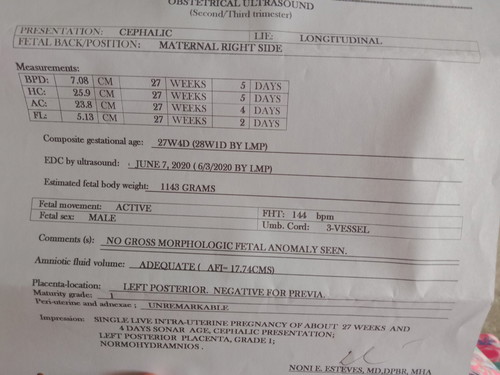 OBSTETRICAL ULTRASOUND
(Second/Third trimester)
PRESENTATION: CEPHALIC LIE: LONGITUDINAL
FETAL BACK/POSITION: MATERNAL RIGHT SIDE
Measurements:
BPD: 7.08 CM 27 WEEKS 5 DAYS
HC: 25.9 CM 27 WEEKS 5 DAYS
AC: 23.8 CM 27 WEEKS 4 DAYS
FL: 5.13 CM 27 WEEKS 2 DAYS
Composite gestational age: 27W4D (28W1D BY LMP)
EDC by ultrasound: JUNE 7, 2020 ( 6/3/2020 BY LMP)
Estimated fetal body weight: 1143 GRAMS
Fetal movement: ACTIVE FHT: 144 bpm
Fetal sex: MALE Umb. Cord: 3-VESSEL
Comments (s): NO GROSS MORPHOLOGIC FETAL ANOMALY SEEN.
Amniotic fluid volume: ADEQUATE ( AFI= 17.74CMS)
Placenta-location: LEFT POSTERIOR. NEGATIVE FOR PREVIA.
Maturity grade: 1
Peri-uterine and adnexae : UNREMARKABLE
Impression: SINGLE LIVE INTRA-UTERINE PREGNANCY OF ABOUT 27 WEEKS AND
4 DAYS SONAR AGE, CEPHALIC PRESENTATION;
LEFT POSTERIOR PLACENTA, GRADE 1;
NORMOHYDRAMNIOS .
NONI E. ESTEVES, MD,DPBR, MHA